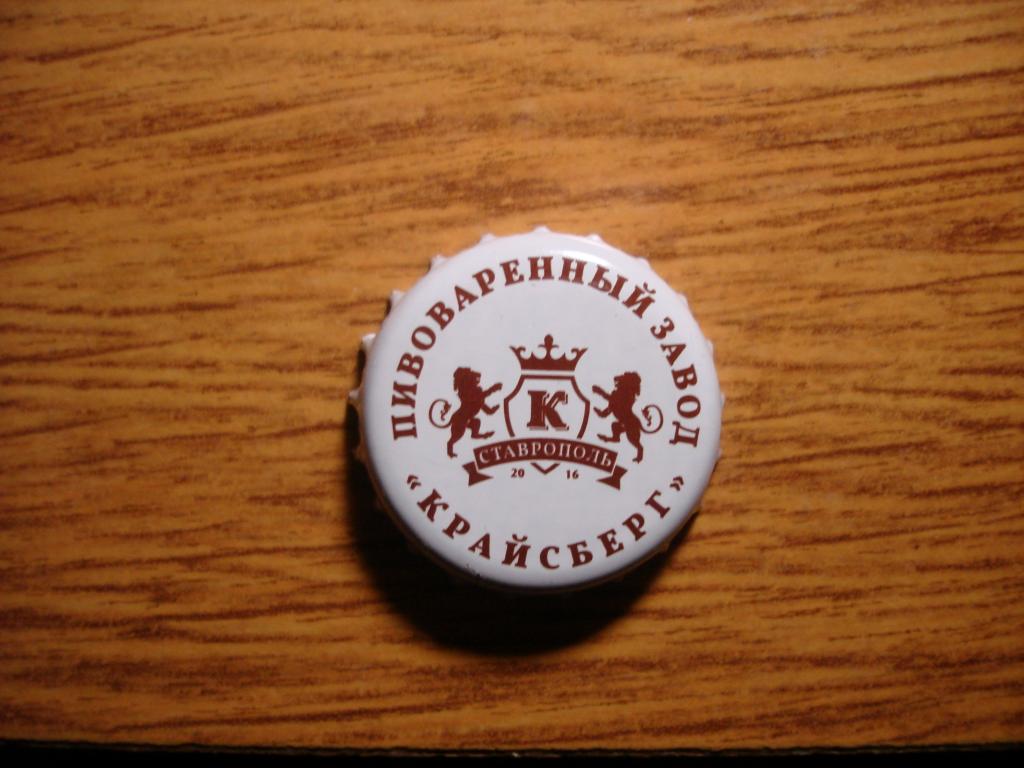 ПИВОВАРЕННЫЙ ЗАВОД
К
СТАВРОПОЛЬ
20 16
“КРАЙСБЕРГ”